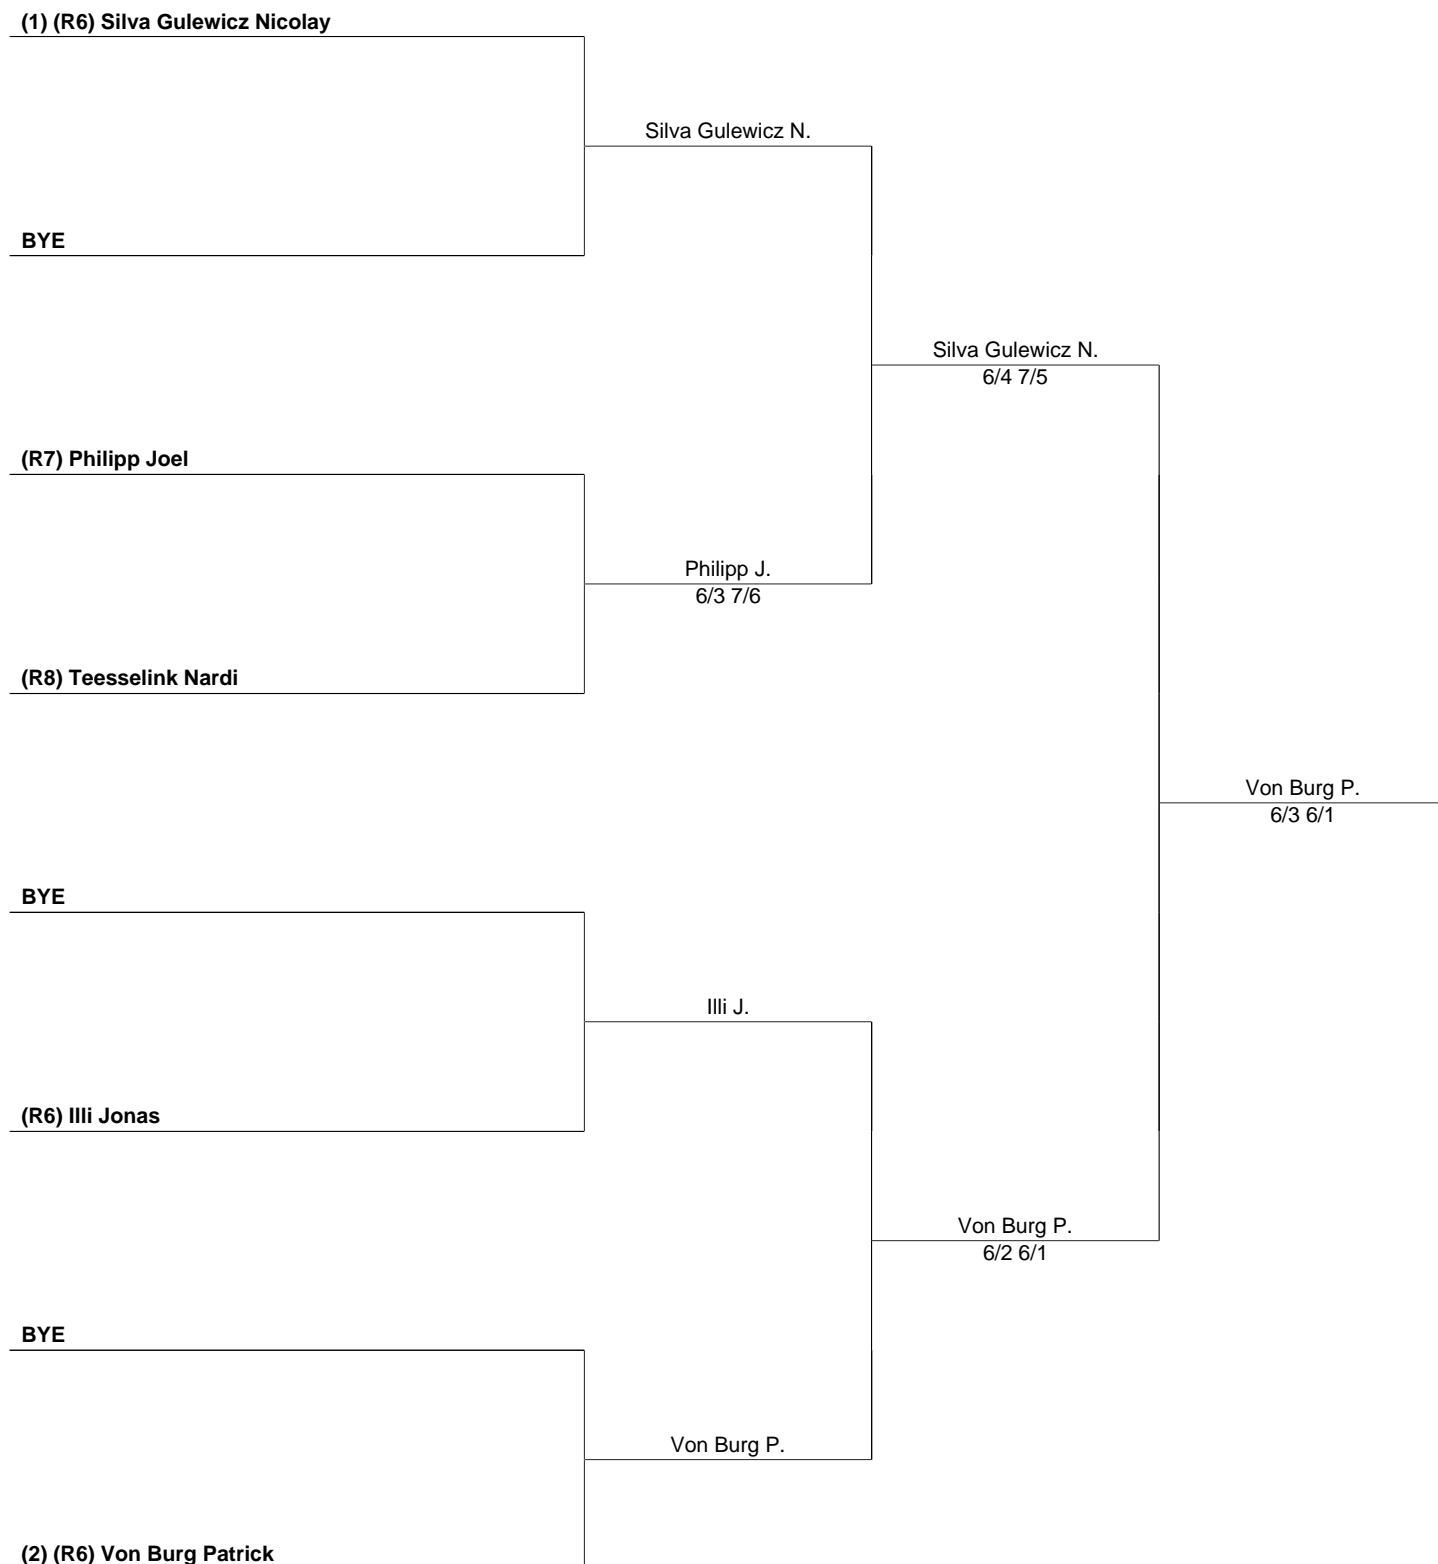 (1) (R6) Silva Gulewicz Nicolay
Silva Gulewicz N.
BYE
Silva Gulewicz N.
6/4 7/5
(R7) Philipp Joel
Philipp J.
6/3 7/6
(R8) Teesselink Nardi
Von Burg P.
6/3 6/1
BYE
Illi J.
(R6) Illi Jonas
Von Burg P.
6/2 6/1
BYE
Von Burg P.
(2) (R6) Von Burg Patrick